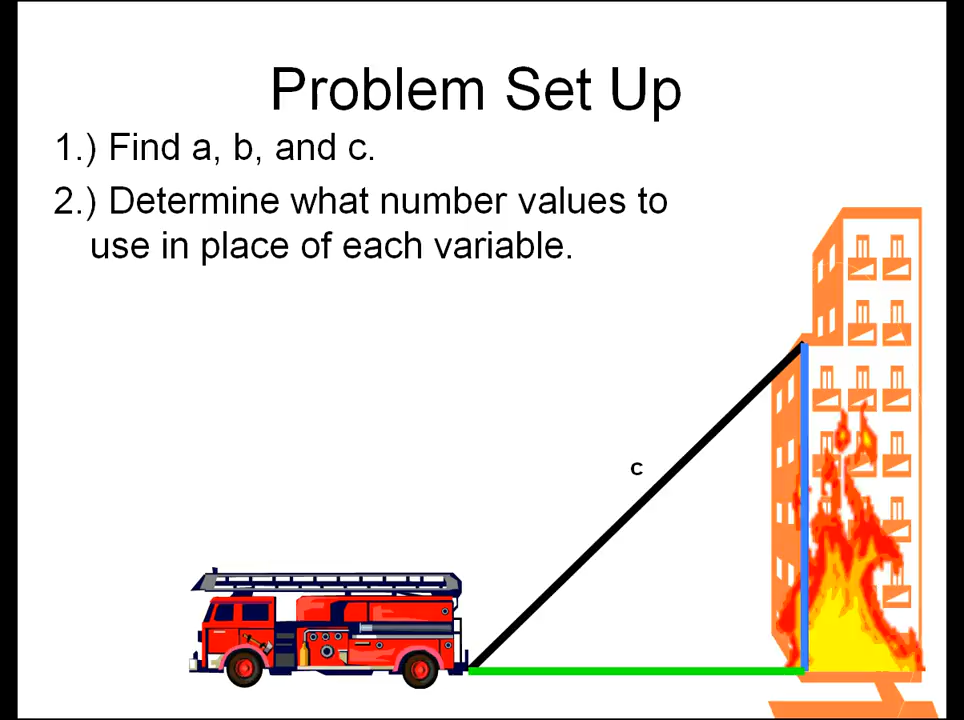 Problem Set Up
1.) Find a, b, and c.
2.) Determine what number values to
use in place of each variable.
c